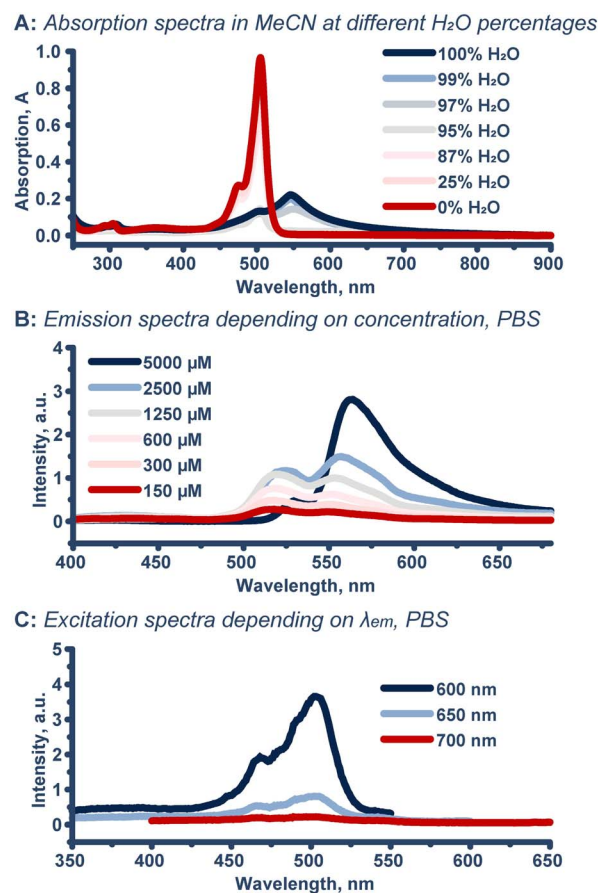 A: Absorption spectra in MeCN at different H₂O percentages
Absorption, A
1.0
0.8
0.6
0.4
0.2
0.0
100% H₂O
99% H₂O
97% H₂O
95% H₂O
87% H₂O
25% H₂O
0% H₂O
300 400 500 600 700 800 900
Wavelength, nm
B: Emission spectra depending on concentration, PBS
Intensity, a.u.
4
3
2
1
0
5000 µM
2500 µM
1250 µM
600 µM
300 µM
150 µM
400 450 500 550 600 650
Wavelength, nm
C: Excitation spectra depending on λem, PBS
Intensity, a.u.
5
4
3
2
1
0
600 nm
650 nm
700 nm
350 400 450 500 550 600 650
Wavelength, nm